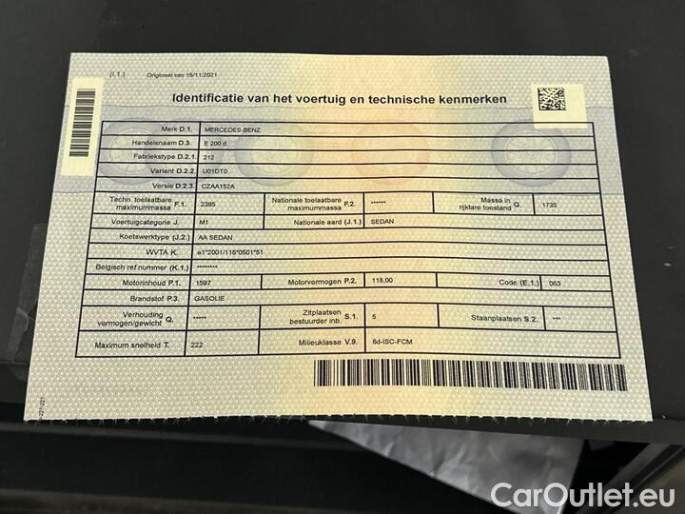 (I.1.) Origineel van 18/11/2021
Identificatie van het voertuig en technische kenmerken
Merk D.1. MERCEDES-BENZ
Handelsnaam D.3. E 200 d
Fabriekstype D.2.1. 212
Variant D.2.2. U01DT0
Versie D.2.3. CZAA152A
Techn. toelaatbare maximummassa F.1. 2395 Nationale toelaatbare maximummassa F.2. ****** Massa in rijklare toestand G. 1735
Voertuigcategorie J. M1 Nationale aard (J.1.) SEDAN
Koetswerktype (J.2.) AA SEDAN
WVTA K. e1*2001/116*0501*51
Belgisch ref.nummer (K.1.) ********
Motorinhoud P.1. 1597 Motorvermogen P.2. 118,00 Code (E.1.) 063
Brandstof P.3. GASOLIE
Verhouding vermogen/gewicht Q. ***** Zitplaatsen bestuurder inb. S.1. 5 Staanplaatsen S.2. ***
Maximum snelheid T. 222 Milieuklasse V.9. 6d-ISC-FCM
CarOutlet.eu